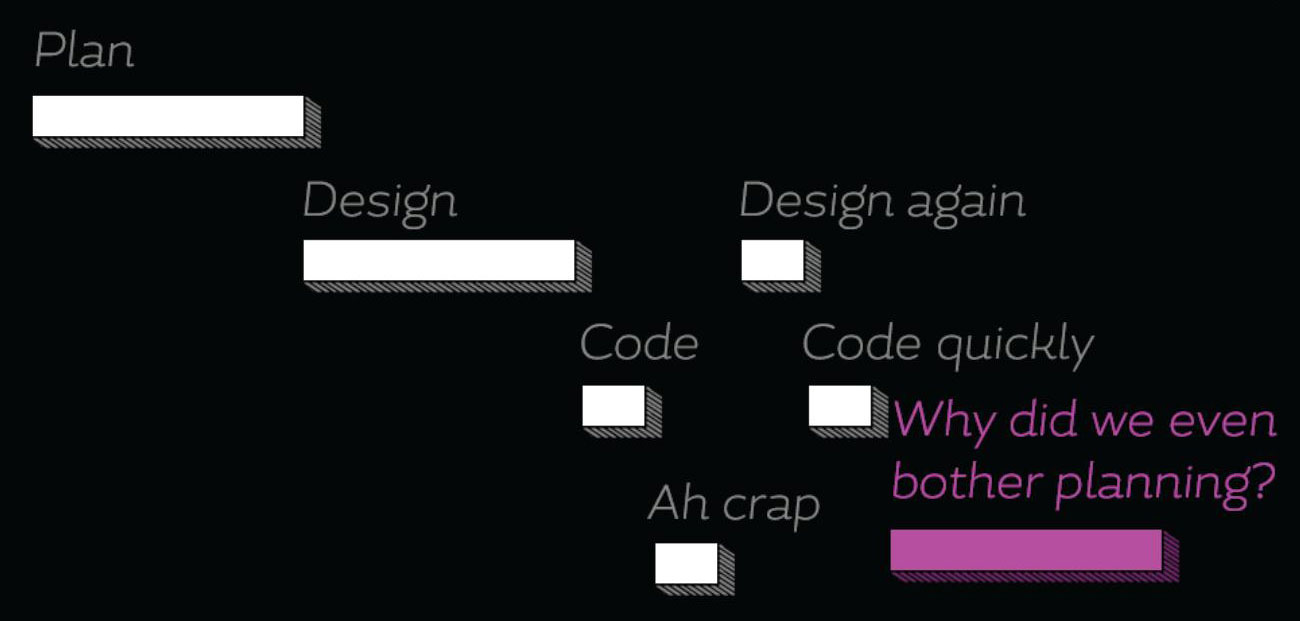 Plan
Design
Design again
Code
Code quickly
Why did we even
bother planning?
Ah crap